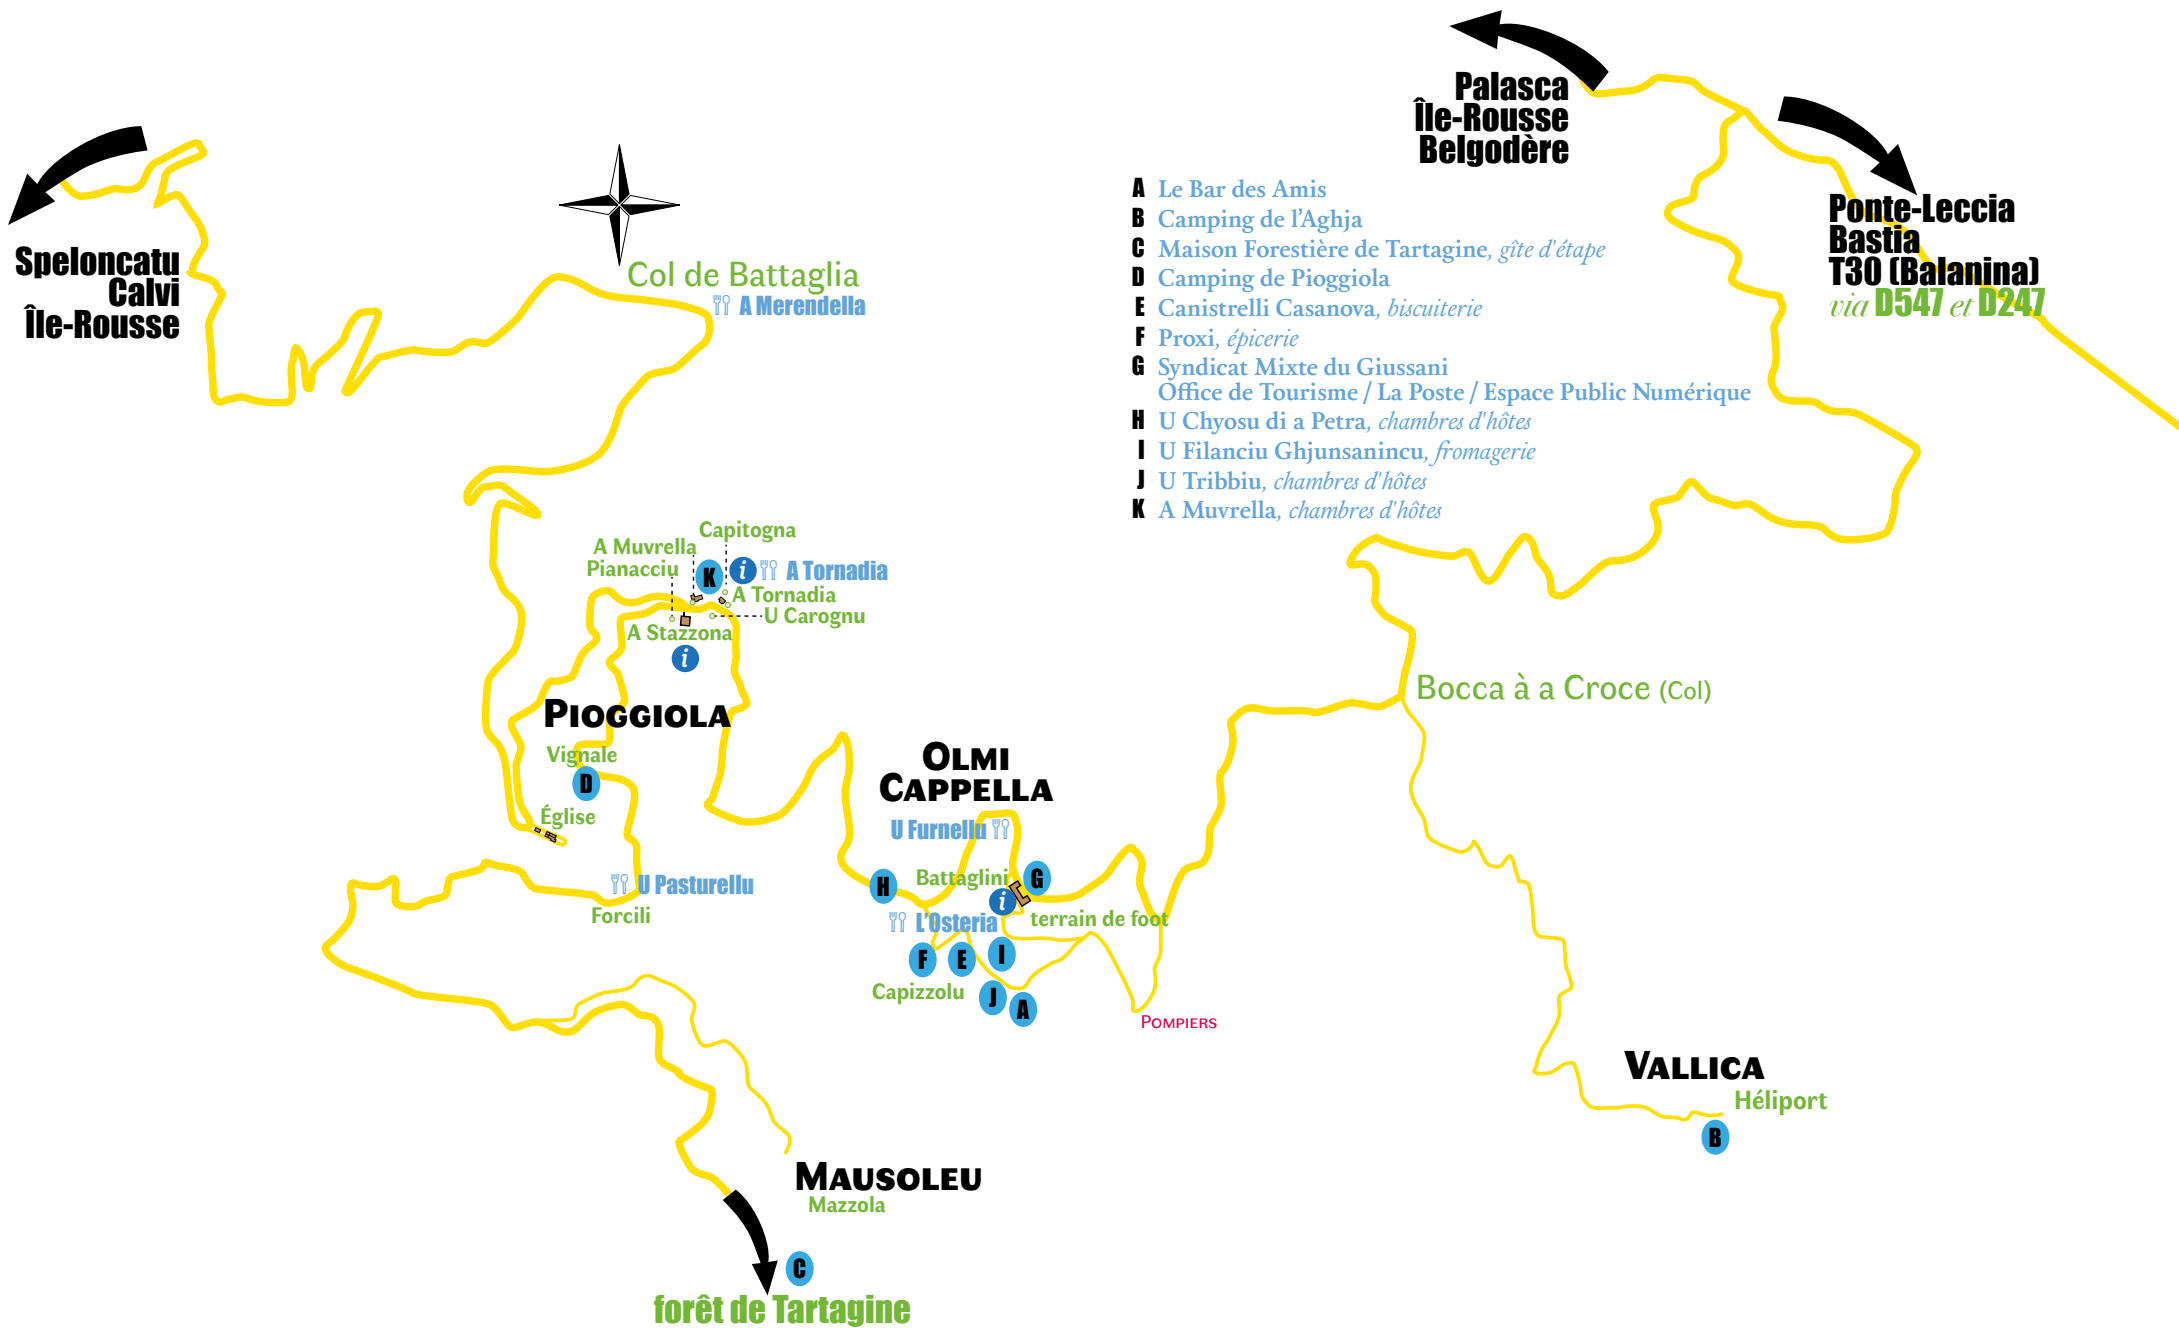 Palasca
Île-Rousse
Belgodère
Ponte-Leccia
Bastia
T30 (Balanina)
via D547 et D247
Speloncatu
Calvi
Île-Rousse
Col de Battaglia
A Merendella
A Le Bar des Amis
B Camping de l’Aghja
C Maison Forestière de Tartagine, gîte d'étape
D Camping de Pioggiola
E Canistrelli Casanova, biscuiterie
F Proxi, épicerie
G Syndicat Mixte du Giussani
Office de Tourisme / La Poste / Espace Public Numérique
H U Chyosu di a Petra, chambres d'hôtes
I U Filanciu Ghjunsanincu, fromagerie
J U Tribbiu, chambres d'hôtes
K A Muvrella, chambres d'hôtes
Capitogna
A Muvrella
Pianacciu
K
i
A Tornadia
A Tornadia
U Carognu
A Stazzona
i
PIOGGIOLA
Vignale
D
Église
U Pasturellu
Forcili
OLMI
CAPPELLA
U Furnellu
Battaglini
G
H
i
L'Osteria
terrain de foot
F
E
I
Capizzolu
J
A
POMPIERS
Bocca à a Croce (Col)
VALLICA
Héliport
B
MAUSOLEU
Mazzola
C
forêt de Tartagine